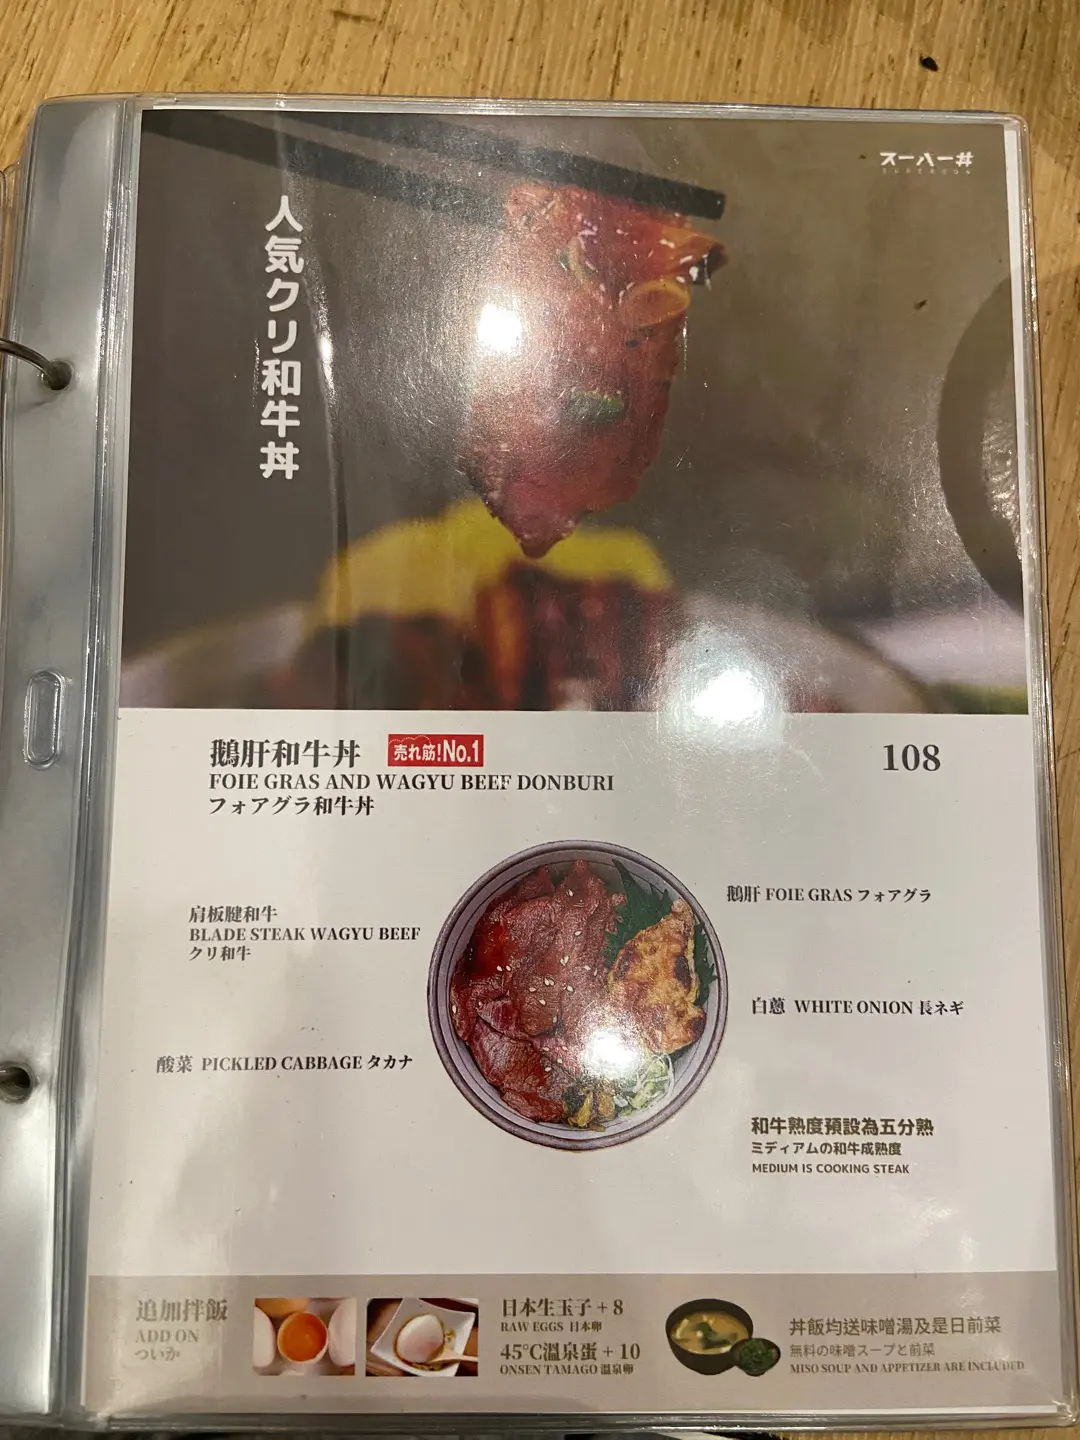 スーパー丼
SUPERDON
人気クリ和牛丼
鵝肝和牛丼
売れ筋!No.1
108
FOIE GRAS AND WAGYU BEEF DONBURI
フォアグラ和牛丼
鵝肝 FOIE GRAS フォアグラ
肩板腱和牛
BLADE STEAK WAGYU BEEF
クリ和牛
白蔥 WHITE ONION 長ネギ
酸菜 PICKLED CABBAGE タカナ
和牛熟度預設為五分熟
ミディアムの和牛成熟度
MEDIUM IS COOKING STEAK
追加拌飯
ADD ON
ついか
日本生玉子 + 8
RAW EGGS 日本卵
45°C溫泉蛋 + 10
ONSEN TAMAGO 温泉卵
丼飯均送味噌湯及是日前菜
無料の味噌スープと前菜
MISO SOUP AND APPETIZER ARE INCLUDED